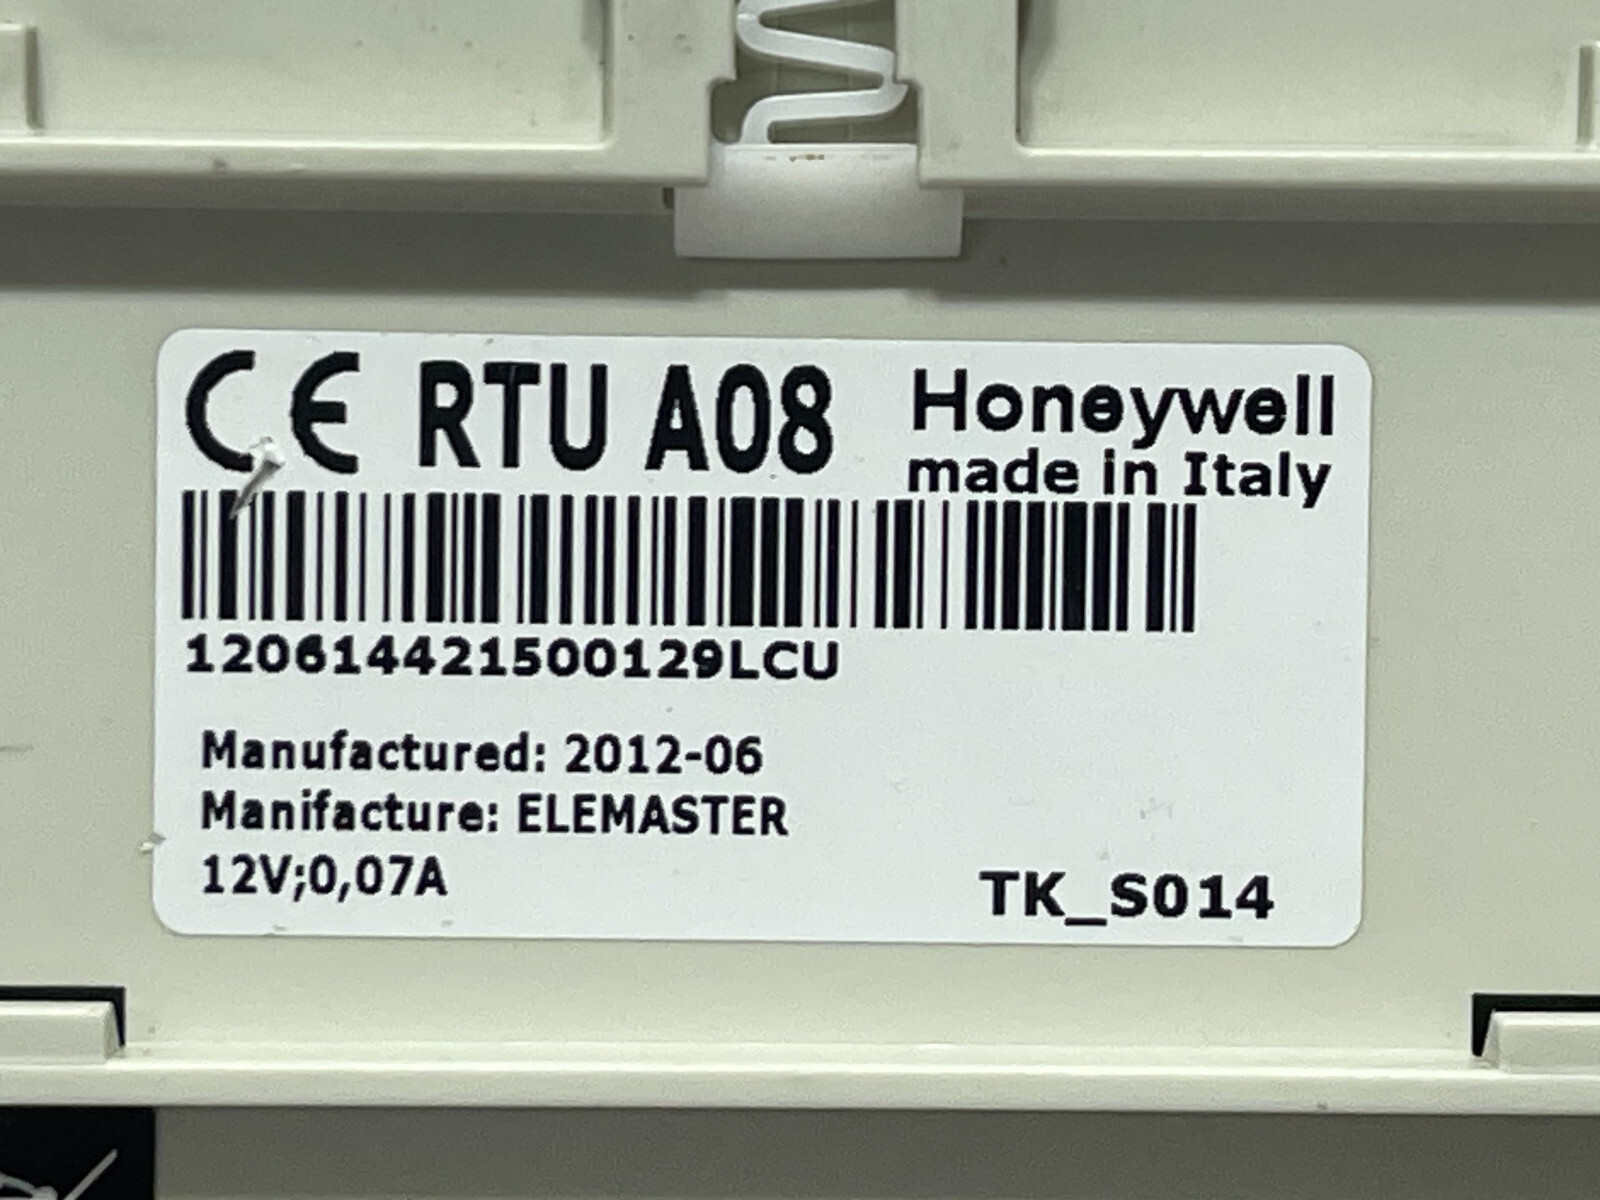 CE RTU A08 Honeywell
made in Italy
120614421500129LCU
Manufactured: 2012-06
Manifacture: ELEMASTER
12V;0,07A
TK_S014